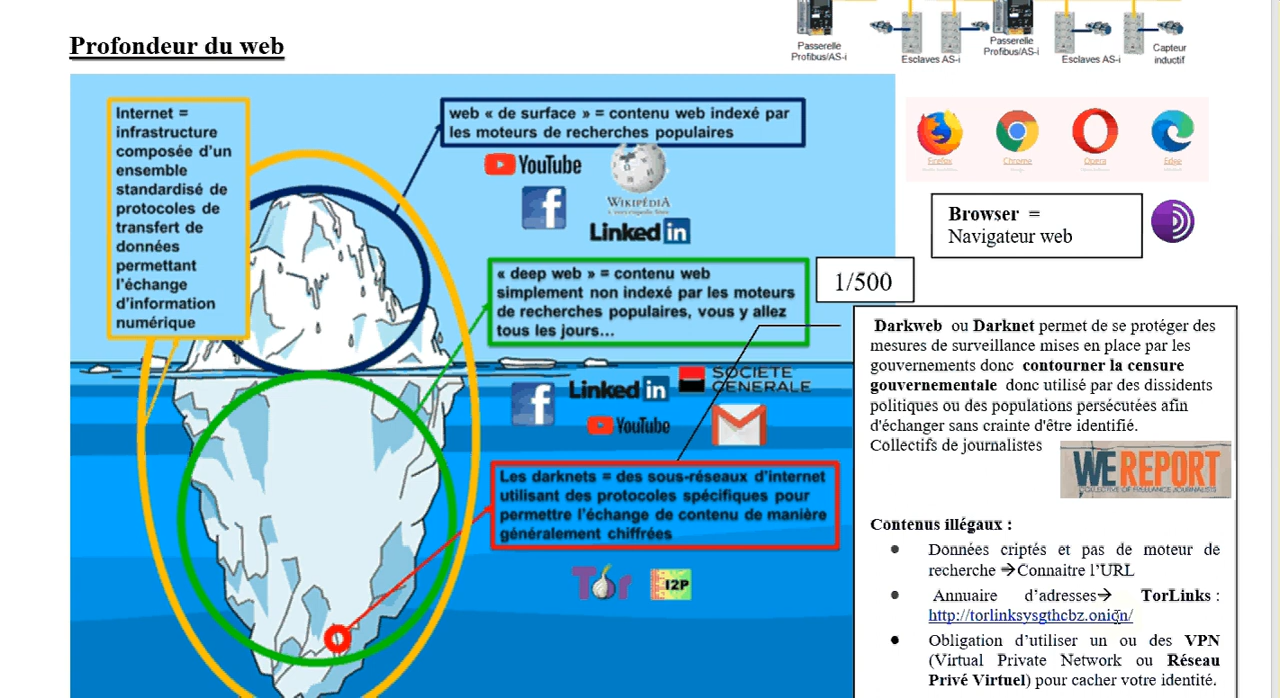 Profondeur du web
Passerelle
Profibus/AS-i
Esclaves AS-i
Passerelle
Profibus/AS-i
Esclaves AS-i
Capteur
inductif
Internet =
infrastructure
composée d'un
ensemble
standardisé de
protocoles de
transfert de
données
permettant
l'échange
d'information
numérique
web « de surface » = contenu web indexé par
les moteurs de recherches populaires
YouTube
WIKIPÉDIA
Linked in
Firefox
Chrome
Opera
Edge
Browser =
Navigateur web
« deep web » = contenu web
simplement non indexé par les moteurs
de recherches populaires, vous y allez
tous les jours...
1/500
SOCIETE
GENERALE
Linked in
YouTube
Les darknets = des sous-réseaux d'internet
utilisant des protocoles spécifiques pour
permettre l'échange de contenu de manière
généralement chiffrées
Tor
I2P
Darkweb ou Darknet permet de se protéger des
mesures de surveillance mises en place par les
gouvernements donc contourner la censure
gouvernementale donc utilisé par des dissidents
politiques ou des populations persécutées afin
d'échanger sans crainte d'être identifié.
Collectifs de journalistes
WEREPORT
COLLECTIVE OF FREELANCE JOURNALISTS
Contenus illégaux :
● Données criptés et pas de moteur de
recherche →Connaitre l'URL
● Annuaire d'adresses→ TorLinks :
http://torlinksysgthcbz.onion/
● Obligation d'utiliser un ou des VPN
(Virtual Private Network ou Réseau
Privé Virtuel) pour cacher votre identité.